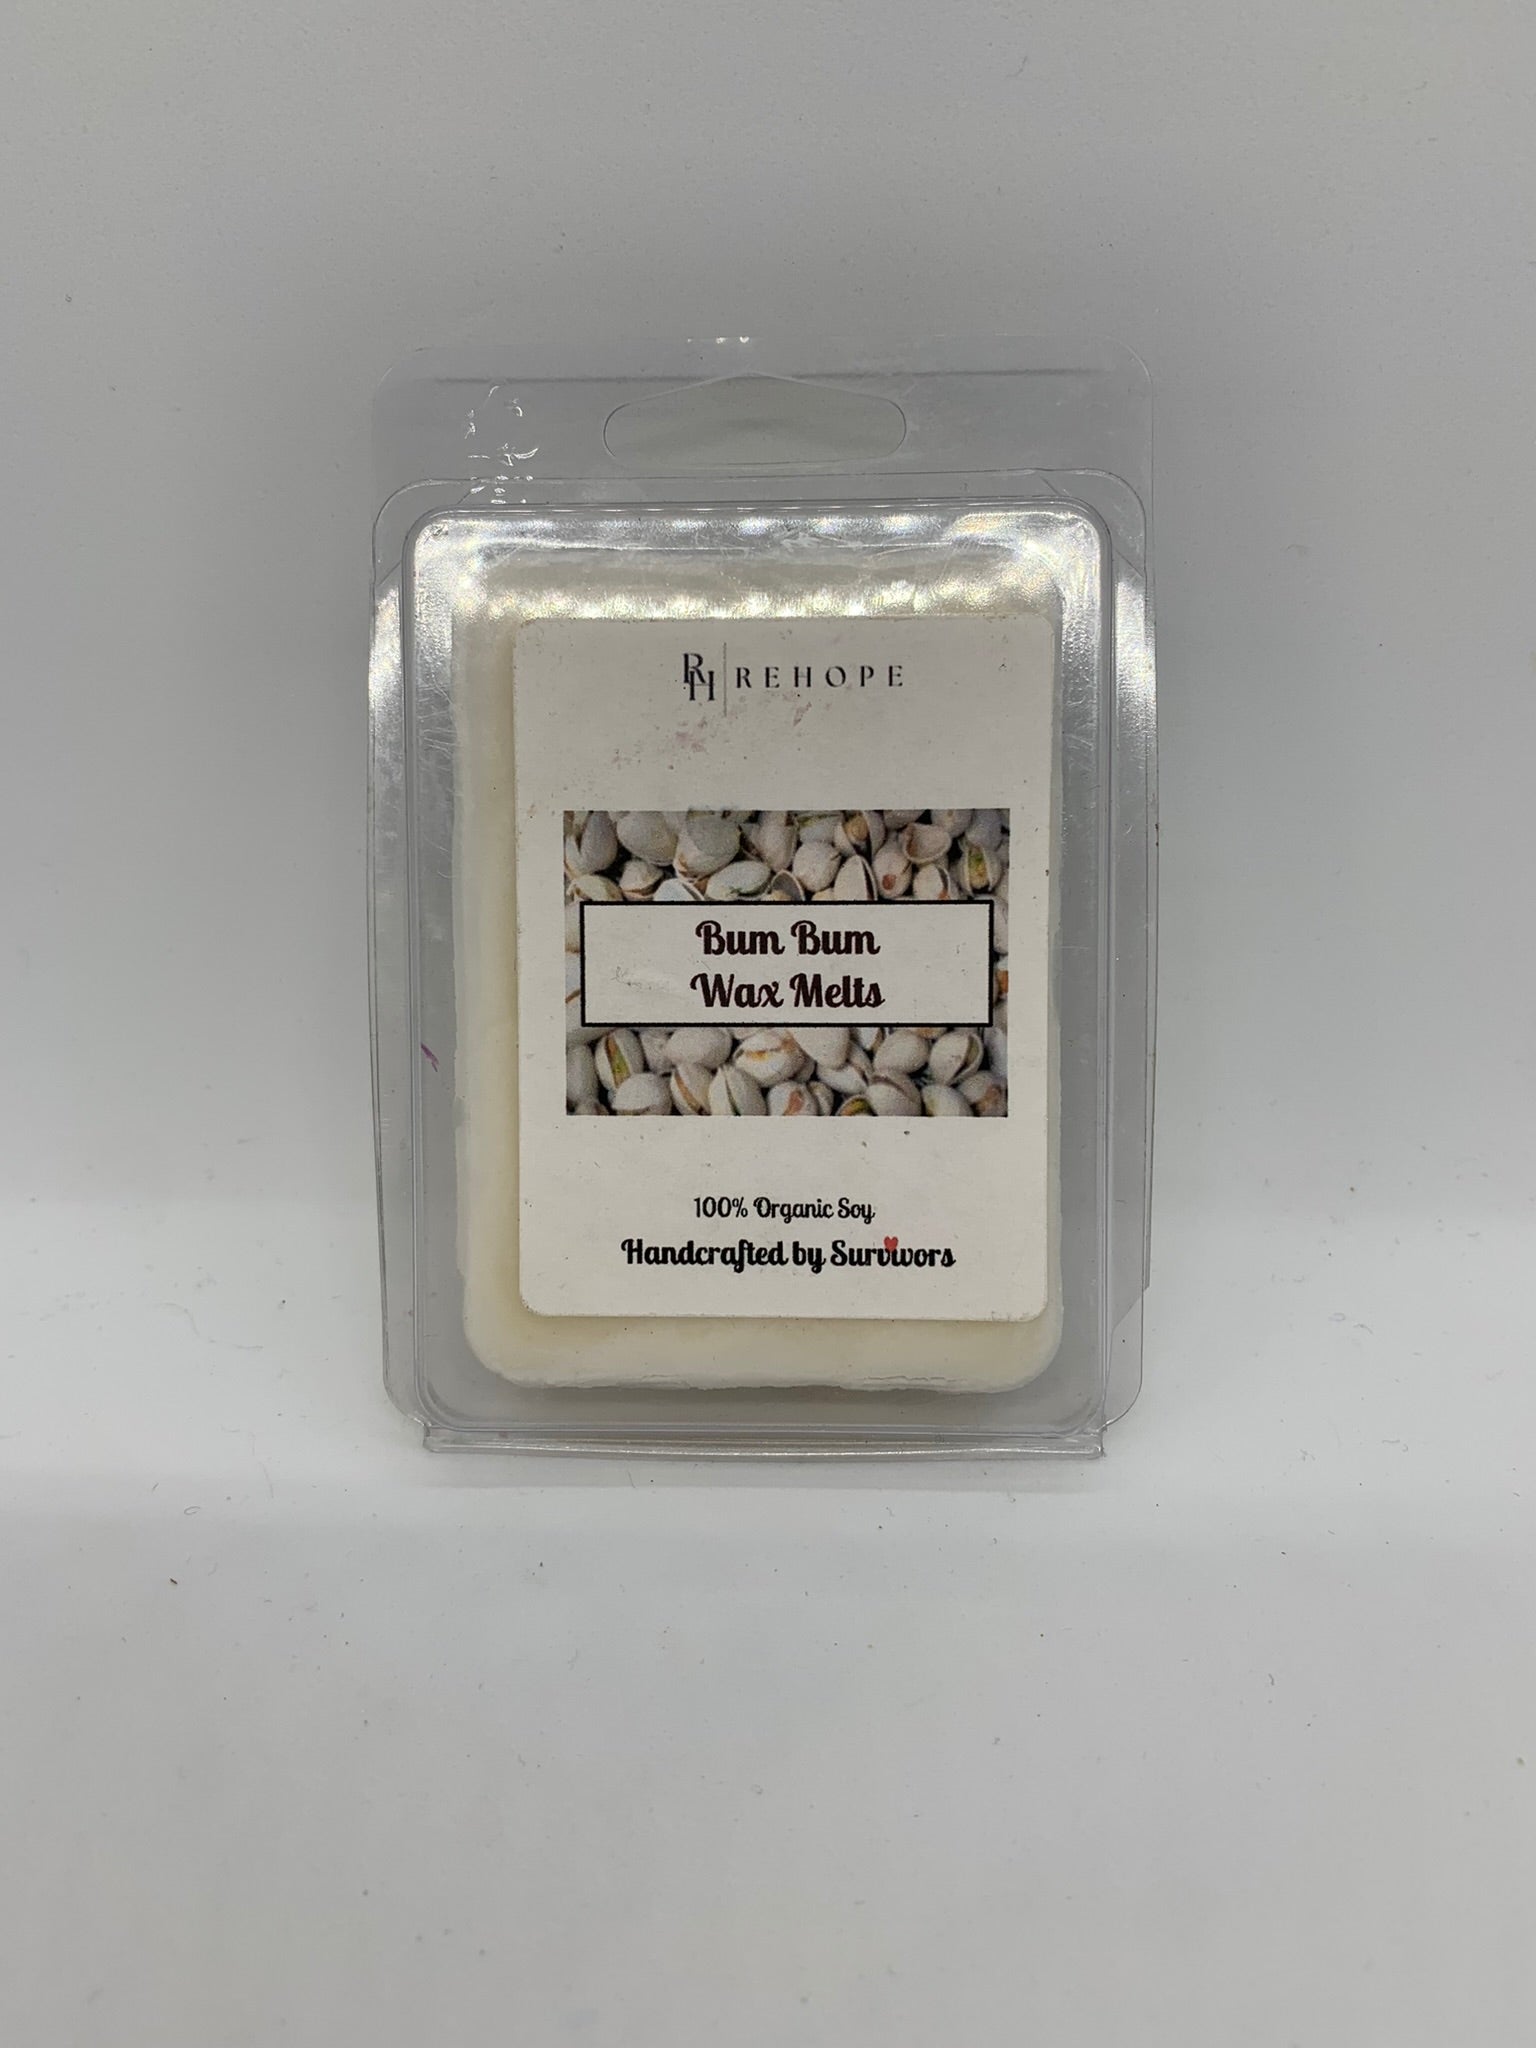 RH REHOPE
Bum Bum
Wax Melts
100% Organic Soy
Handcrafted by Survivors